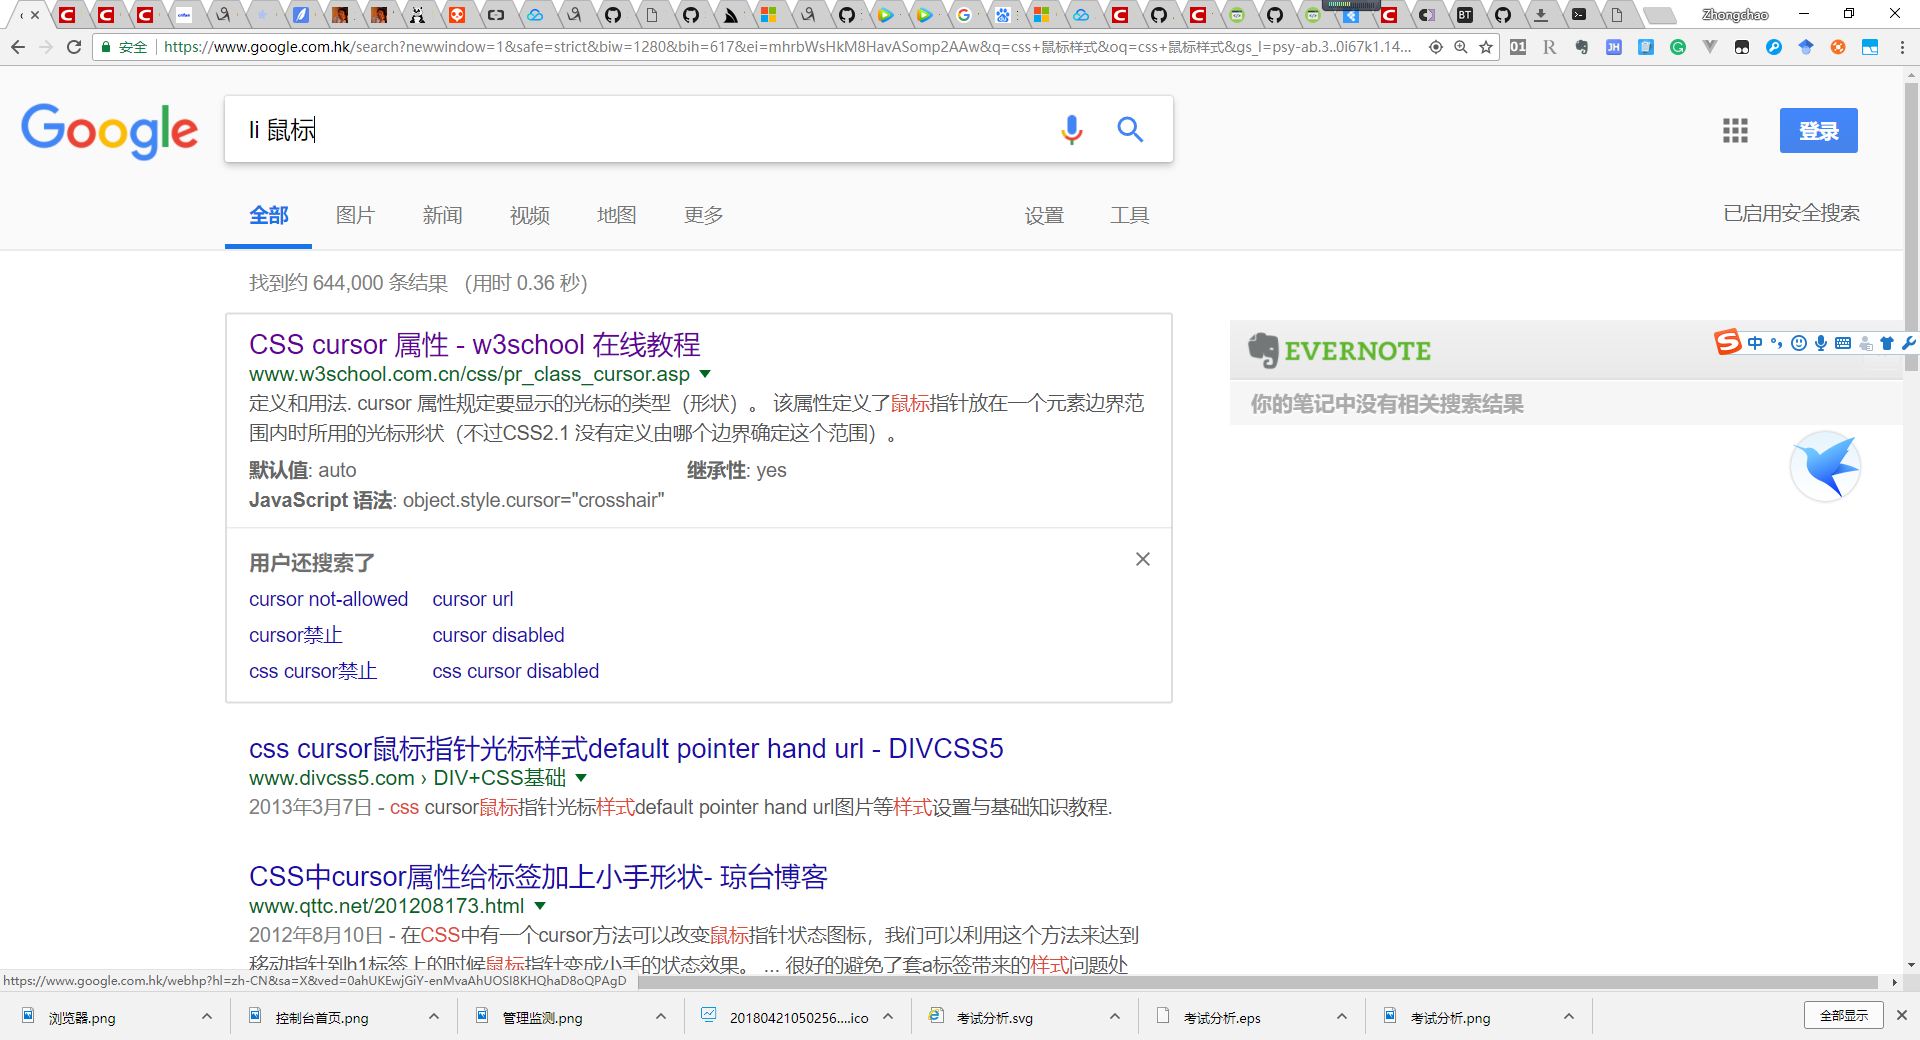 Zhongchao
安全 https://www.google.com.hk/search?newwindow=1&safe=strict&biw=1280&bih=617&ei=mhrbWsHkM8HavASomp2AAw&q=css+鼠标样式&oq=css+鼠标样式&gs_l=psy-ab.3..0i67k1.14...
Google
li 鼠标
登录
全部 图片 新闻 视频 地图 更多 设置 工具
已启用安全搜索
找到约 644,000 条结果 （用时 0.36 秒）
CSS cursor 属性 - w3school 在线教程
www.w3school.com.cn/css/pr_class_cursor.asp
定义和用法. cursor 属性规定要显示的光标的类型（形状）。 该属性定义了鼠标指针放在一个元素边界范
围内时所用的光标形状（不过CSS2.1 没有定义由哪个边界确定这个范围）。
默认值: auto 继承性: yes
JavaScript 语法: object.style.cursor="crosshair"
EVERNOTE
中
你的笔记中没有相关搜索结果
用户还搜索了
cursor not-allowed cursor url
cursor禁止 cursor disabled
css cursor禁止 css cursor disabled
css cursor鼠标指针光标样式default pointer hand url - DIVCSS5
www.divcss5.com › DIV+CSS基础
2013年3月7日 - css cursor鼠标指针光标样式default pointer hand url图片等样式设置与基础知识教程.
CSS中cursor属性给标签加上小手形状- 琼台博客
www.qttc.net/201208173.html
2012年8月10日 - 在CSS中有一个cursor方法可以改变鼠标指针状态图标，我们可以利用这个方法来达到
移动指针到h1标签上的时候鼠标指针变成小手的状态效果。 ... 很好的避免了套a标签带来的样式问题处
https://www.google.com.hk/webhp?hl=zh-CN&sa=X&ved=0ahUKEwjGiY-enMvaAhUOSI8KHQhaD8oQPAgD
浏览器.png 控制台首页.png 管理监测.png 20180421050256....ico 考试分析.svg 考试分析.eps 考试分析.png 全部显示